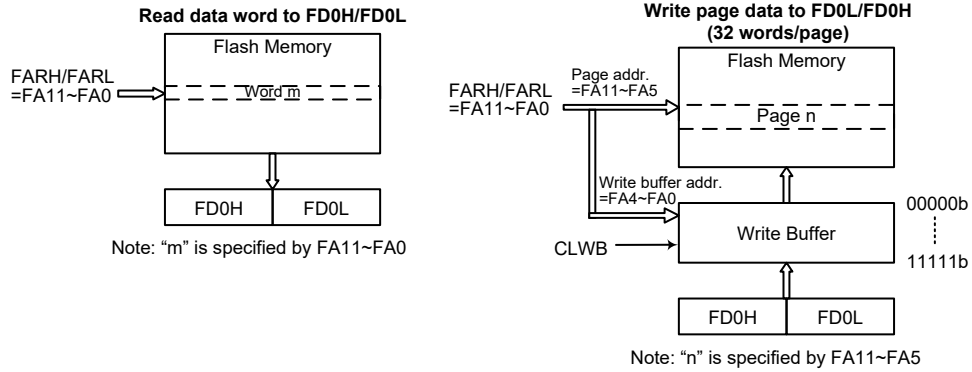 Read data word to FD0H/FD0L
Flash Memory
FARH/FARL
=FA11~FA0
Word m
FD0H
FD0L
Note: “m” is specified by FA11~FA0
Write page data to FD0L/FD0H
(32 words/page)
Flash Memory
Page addr.
=FA11~FA5
FARH/FARL
=FA11~FA0
Page n
Write buffer addr.
=FA4~FA0
Write Buffer
CLWB
00000b
11111b
FD0H
FD0L
Note: “n” is specified by FA11~FA5